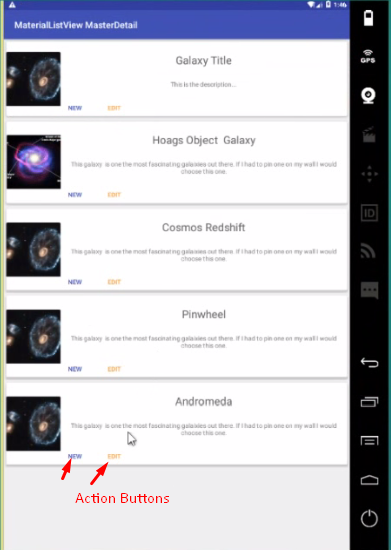 1:46
MaterialListView MasterDetail
Galaxy Title
This is the description...
NEW EDIT
Hoags Object Galaxy
This galaxy is one the most fascinating galaxies out there. If I had to pin one on my wall I would
choose this one.
NEW EDIT
Cosmos Redshift
This galaxy is one the most fascinating galaxies out there. If I had to pin one on my wall I would
choose this one.
NEW EDIT
Pinwheel
This galaxy is one the most fascinating galaxies out there. If I had to pin one on my wall I would
choose this one.
NEW EDIT
Andromeda
This galaxy is one the most fascinating galaxies out there. If I had to pin one on my wall I would
choose this one.
NEW EDIT
Action Buttons
GPS
ID